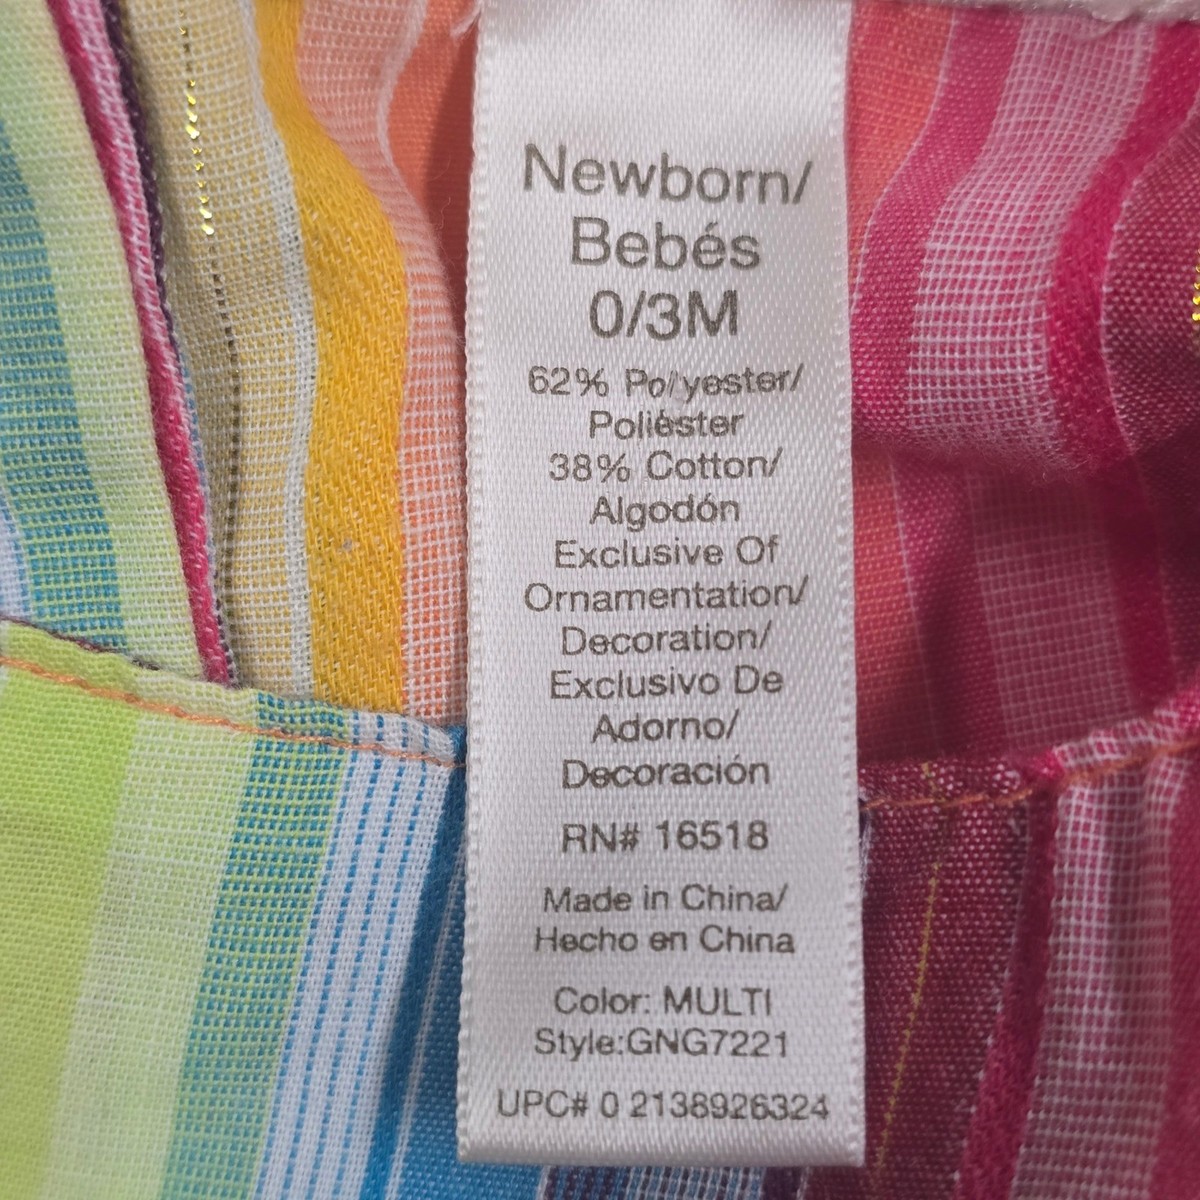 Newborn/
Bebés
0/3M
62% Polyester/
Poliéster
38% Cotton/
Algodón
Exclusive Of
Ornamentation/
Decoration/
Exclusivo De
Adorno/
Decoración
RN# 16518
Made in China/
Hecho en China
Color: MULTI
Style:GNG7221
UPC# 0 2138926324